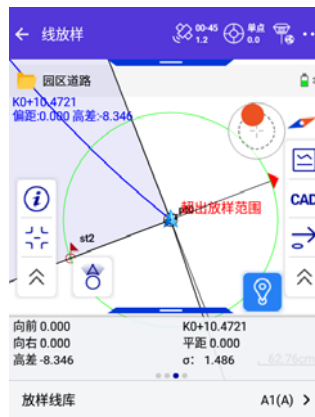 ← 线放样 00-45 1.2 单点 0.0
园区道路
K0+10.4721
偏距:0.000 高差:-8.346
超出放样范围
CAD
st2
向前 0.000 K0+10.4721
向右 0.000 平距 0.000
高差 -8.346 σ: 1.486 62.76cm
放样线库 A1(A) >